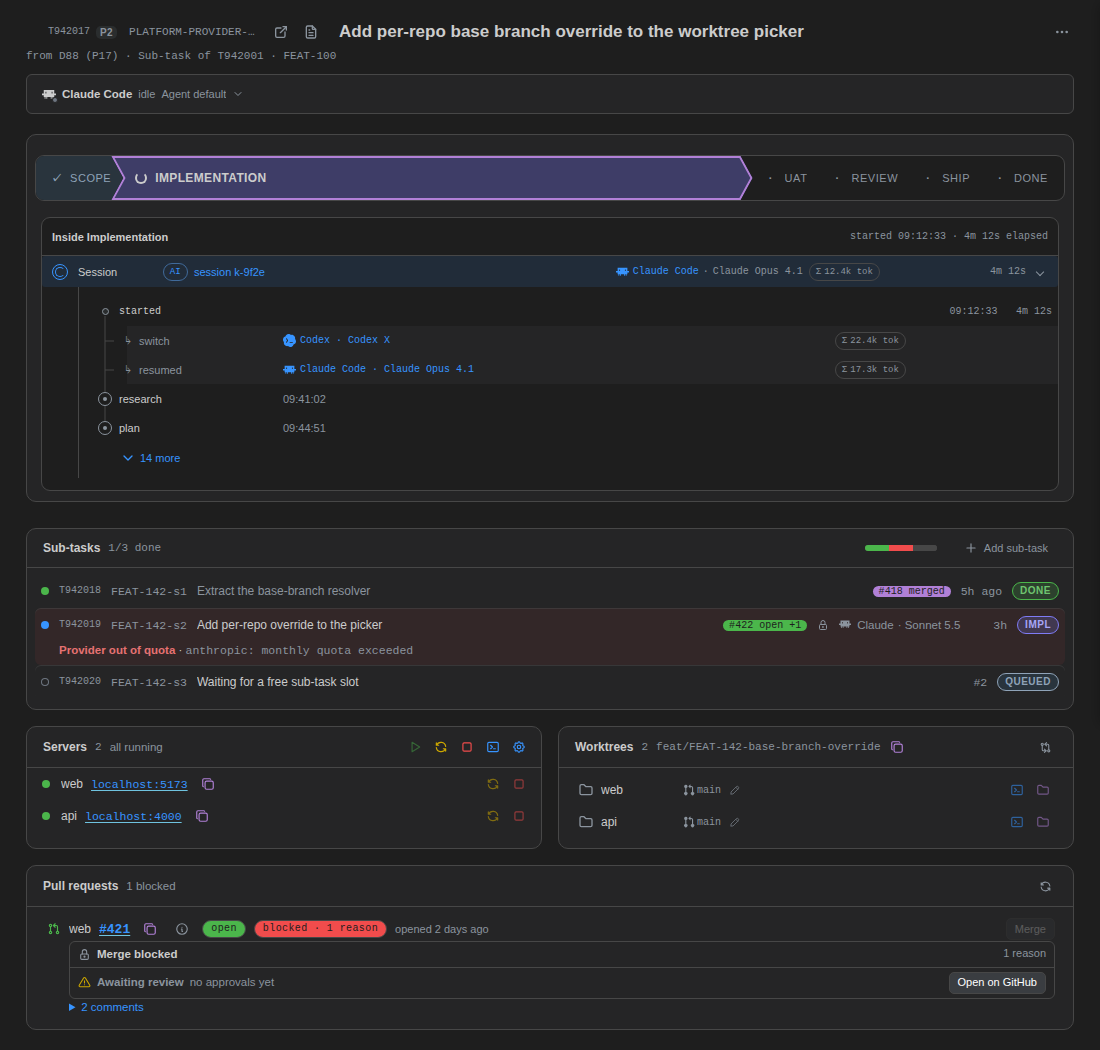 T942017 P2 PLATFORM-PROVIDER-… Add per-repo base branch override to the worktree picker
from D88 (P17) · Sub-task of T942001 · FEAT-100
Claude Code idle Agent default
SCOPE IMPLEMENTATION · UAT · REVIEW · SHIP · DONE
Inside Implementation started 09:12:33 · 4m 12s elapsed
Session AI session k-9f2e Claude Code · Claude Opus 4.1 Σ 12.4k tok 4m 12s
started 09:12:33 4m 12s
↳ switch Codex · Codex X Σ 22.4k tok
↳ resumed Claude Code · Claude Opus 4.1 Σ 17.3k tok
research 09:41:02
plan 09:44:51
14 more
Sub-tasks 1/3 done Add sub-task
T942018 FEAT-142-s1 Extract the base-branch resolver #418 merged 5h ago DONE
T942019 FEAT-142-s2 Add per-repo override to the picker #422 open +1 Claude · Sonnet 5.5 3h IMPL
Provider out of quota · anthropic: monthly quota exceeded
T942020 FEAT-142-s3 Waiting for a free sub-task slot #2 QUEUED
Servers 2 all running
web localhost:5173
api localhost:4000
Worktrees 2 feat/FEAT-142-base-branch-override
web main
api main
Pull requests 1 blocked
web #421 open blocked · 1 reason opened 2 days ago Merge
Merge blocked 1 reason
Awaiting review no approvals yet Open on GitHub
2 comments